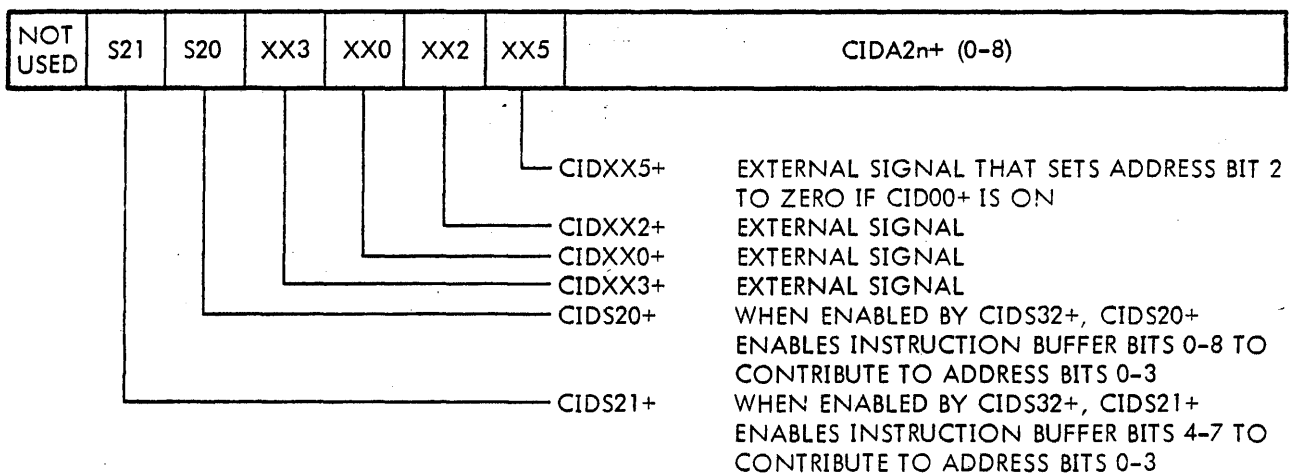 NOT USED S21 S20 XX3 XX0 XX2 XX5 CIDA2n+ (0-8)
CIDXX5+ EXTERNAL SIGNAL THAT SETS ADDRESS BIT 2
TO ZERO IF CID00+ IS ON
CIDXX2+ EXTERNAL SIGNAL
CIDXX0+ EXTERNAL SIGNAL
CIDXX3+ EXTERNAL SIGNAL
CIDS20+ WHEN ENABLED BY CIDS32+, CIDS20+
ENABLES INSTRUCTION BUFFER BITS 0-8 TO
CONTRIBUTE TO ADDRESS BITS 0-3
CIDS21+ WHEN ENABLED BY CIDS32+, CIDS21+
ENABLES INSTRUCTION BUFFER BITS 4-7 TO
CONTRIBUTE TO ADDRESS BITS 0-3